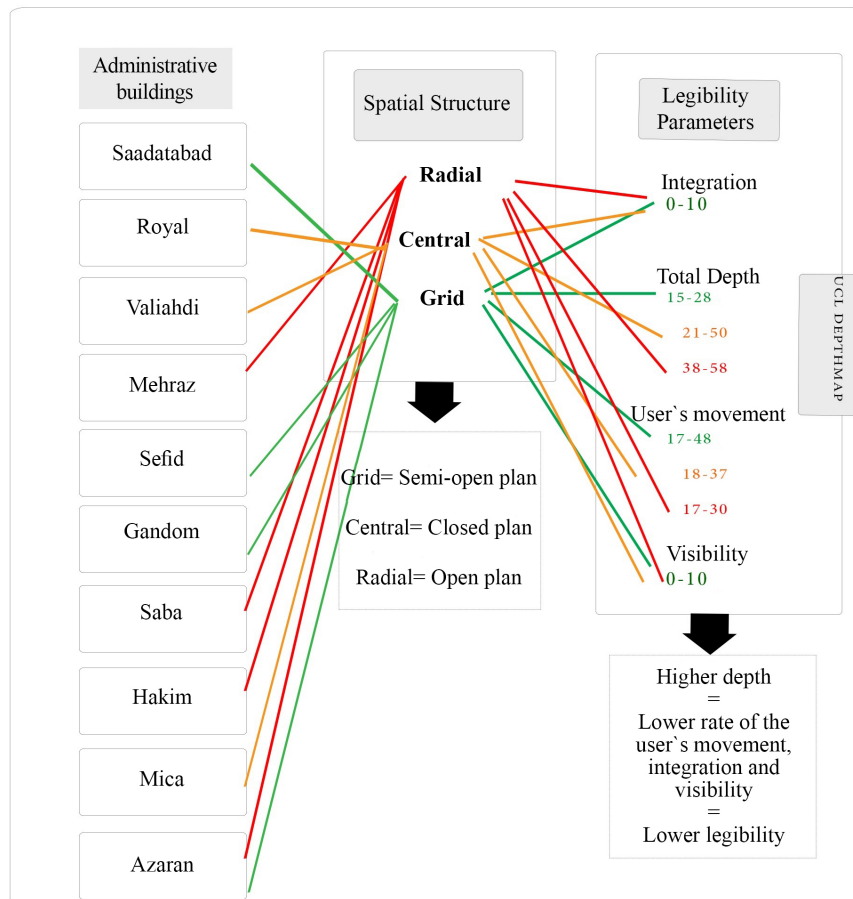 Administrative
buildings
Saadatabad
Royal
Valiahdi
Mehraz
Sefid
Gandom
Saba
Hakim
Mica
Azaran
Spatial Structure
Radial
Central
Grid
Grid= Semi-open plan
Central= Closed plan
Radial= Open plan
Legibility
Parameters
Integration
0-10
Total Depth
15-28
21-50
38-58
User`s movement
17-48
18-37
17-30
Visibility
0-10
UCL DEPTHMAP
Higher depth
=
Lower rate of the
user`s movement,
integration and
visibility
=
Lower legibility